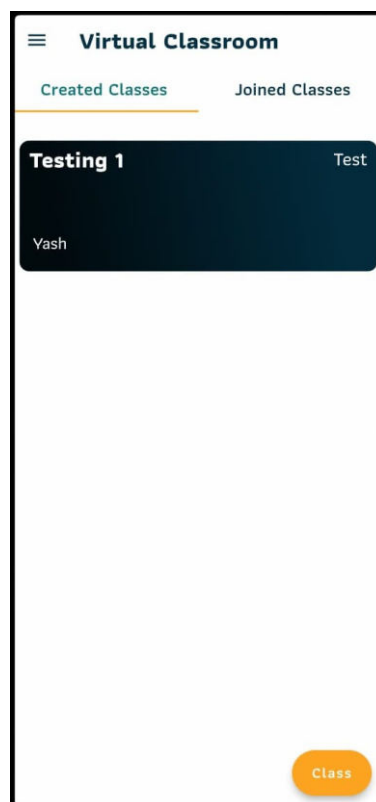 Virtual Classroom
Created Classes Joined Classes
Testing 1 Test
Yash
Class